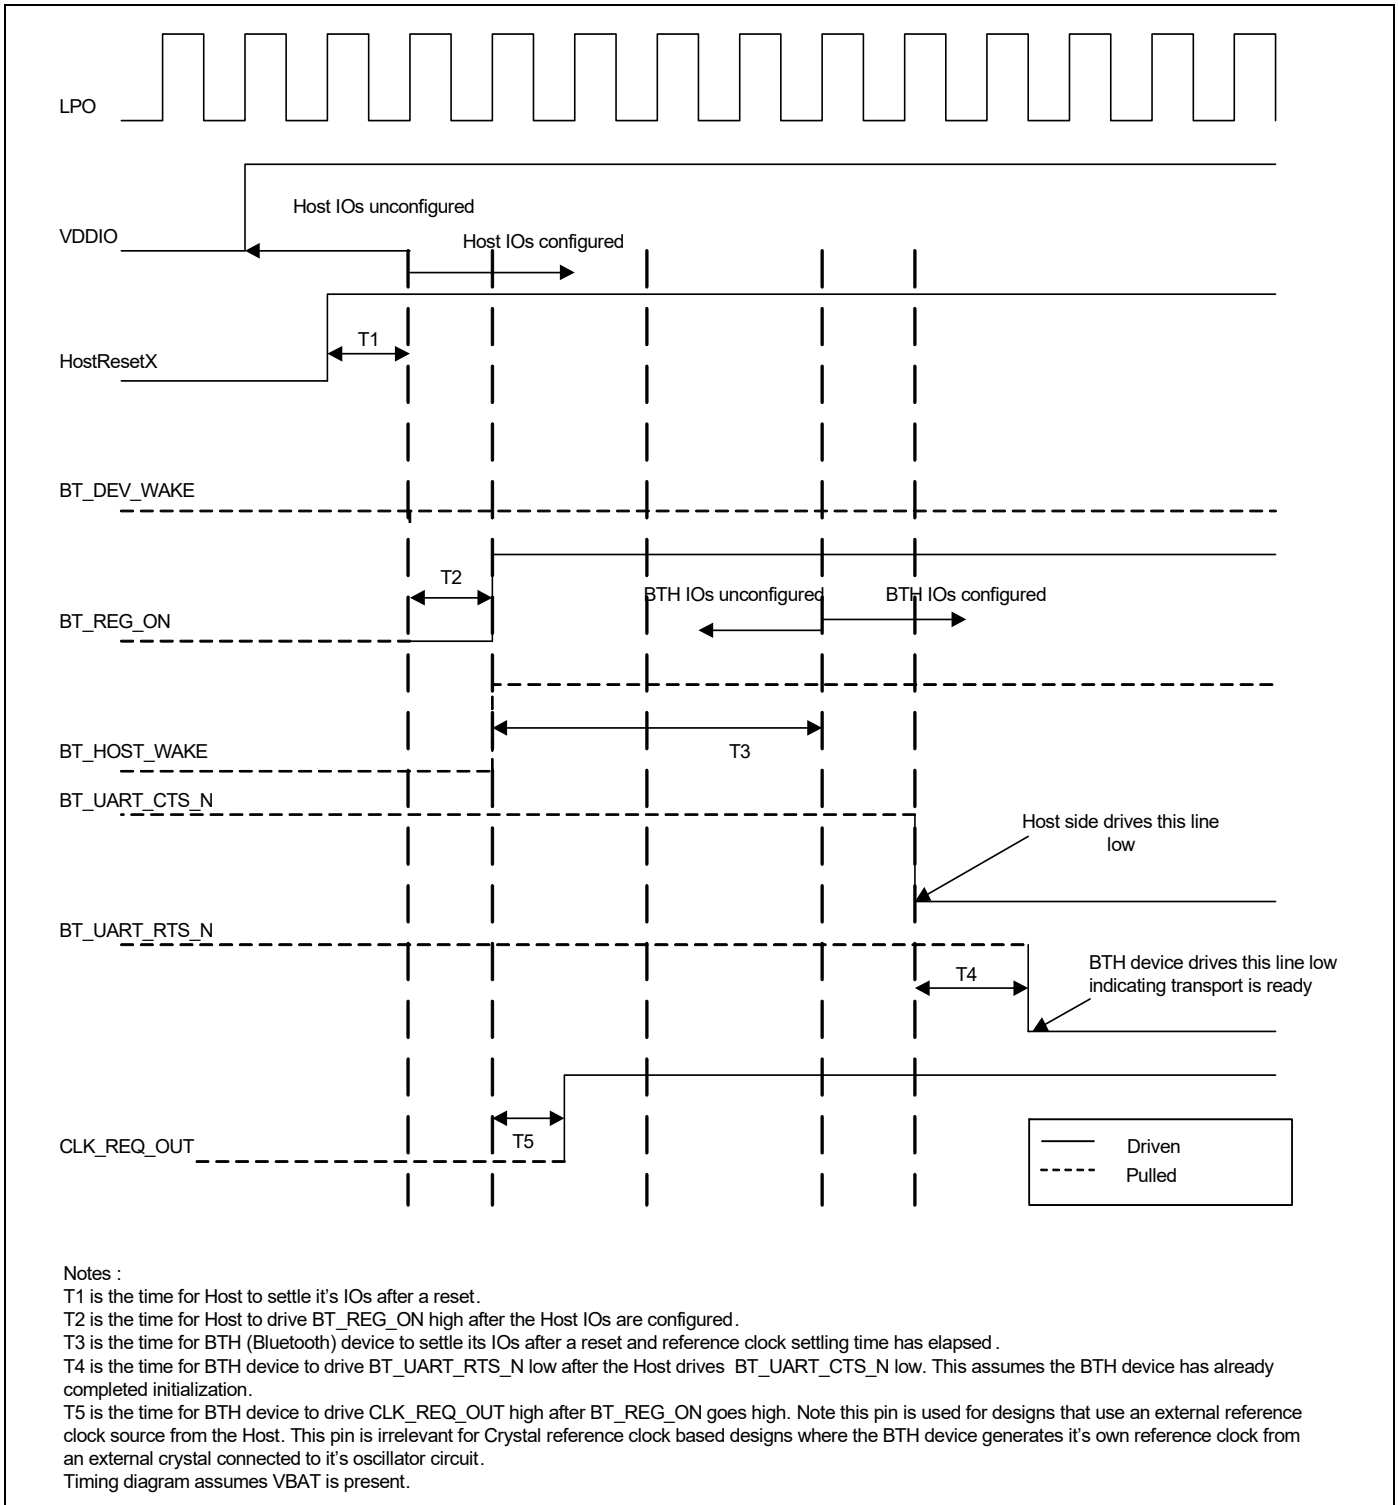 LPO
Host IOs unconfigured
VDDIO
Host IOs configured
T1
HostResetX
BT_DEV_WAKE
T2
BTH IOs unconfigured
BTH IOs configured
BT_REG_ON
BT_HOST_WAKE
T3
BT_UART_CTS_N
Host side drives this line
low
BT_UART_RTS_N
T4
BTH device drives this line low
indicating transport is ready
T5
CLK_REQ_OUT
Driven
Pulled
Notes :
T1 is the time for Host to settle it's IOs after a reset.
T2 is the time for Host to drive BT_REG_ON high after the Host IOs are configured.
T3 is the time for BTH (Bluetooth) device to settle its IOs after a reset and reference clock settling time has elapsed .
T4 is the time for BTH device to drive BT_UART_RTS_N low after the Host drives BT_UART_CTS_N low. This assumes the BTH device has already
completed initialization.
T5 is the time for BTH device to drive CLK_REQ_OUT high after BT_REG_ON goes high. Note this pin is used for designs that use an external reference
clock source from the Host. This pin is irrelevant for Crystal reference clock based designs where the BTH device generates it's own reference clock from
an external crystal connected to it's oscillator circuit.
Timing diagram assumes VBAT is present.